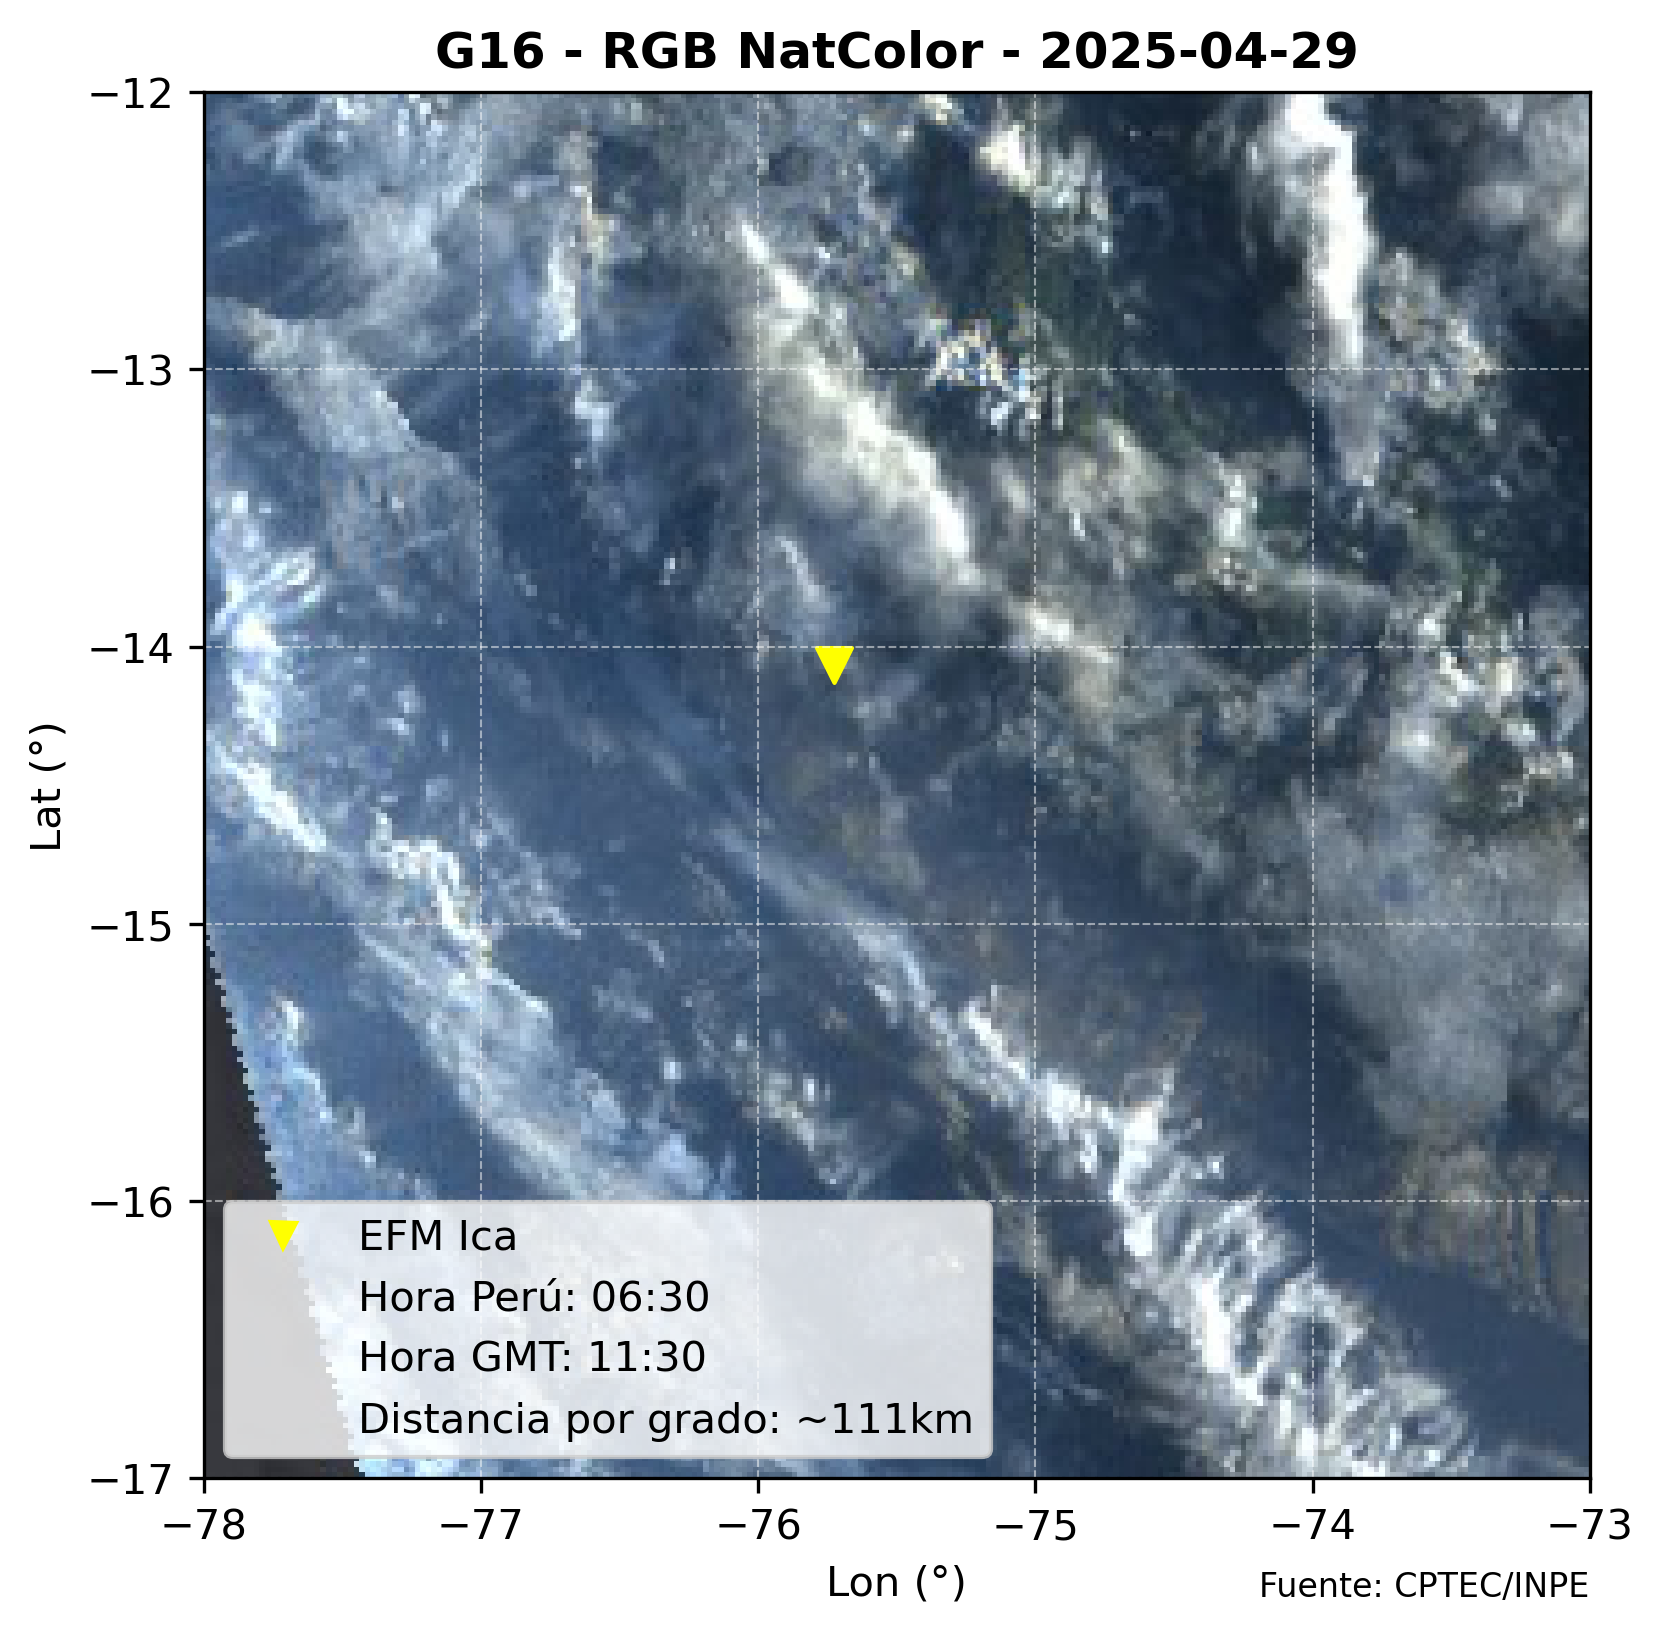 G16 - RGB NatColor - 2025-04-29
−12
−13
−14
−15
−16
−17
Lat (°)
EFM Ica
Hora Perú: 06:30
Hora GMT: 11:30
Distancia por grado: ~111km
−78 −77 −76 −75 −74 −73
Lon (°)
Fuente: CPTEC/INPE